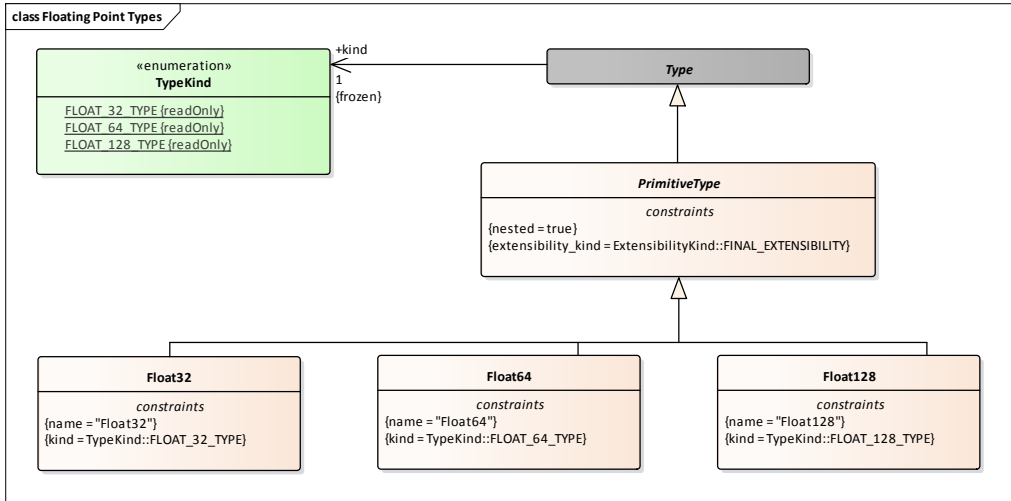 class Floating Point Types
«enumeration»
TypeKind
FLOAT_32_TYPE {readOnly}
FLOAT_64_TYPE {readOnly}
FLOAT_128_TYPE {readOnly}
+kind
1
{frozen}
Type
PrimitiveType
constraints
{nested = true}
{extensibility_kind = ExtensibilityKind::FINAL_EXTENSIBILITY}
Float32
constraints
{name = "Float32"}
{kind = TypeKind::FLOAT_32_TYPE}
Float64
constraints
{name = "Float64"}
{kind = TypeKind::FLOAT_64_TYPE}
Float128
constraints
{name = "Float128"}
{kind = TypeKind::FLOAT_128_TYPE}